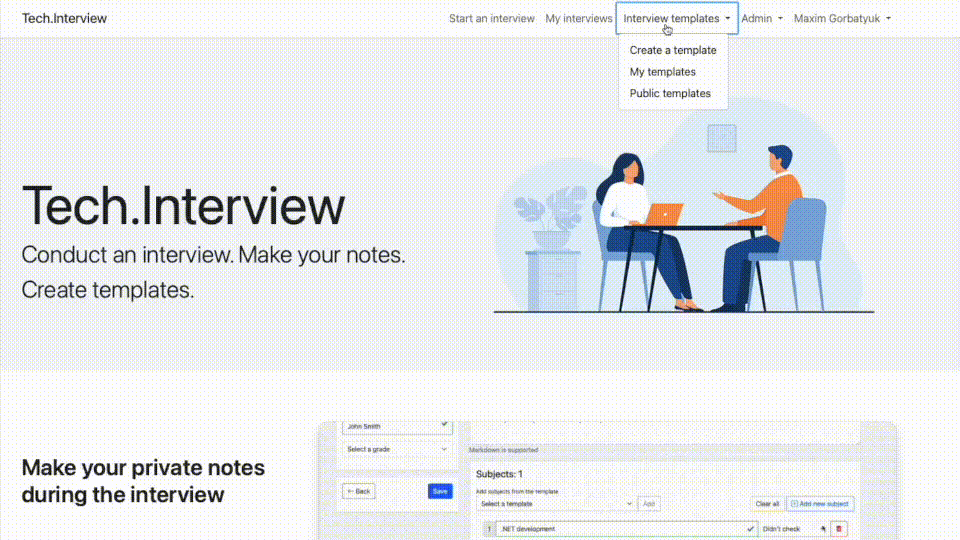 Tech.Interview
Start an interview
My interviews
Interview templates
Admin
Maxim Gorbatyuk
Create a template
My templates
Public templates
Tech.Interview
Conduct an interview. Make your notes.
Create templates.
Make your private notes
during the interview
John Smith
Select a grade
← Back
Save
Markdown is supported
Subjects: 1
Add subjects from the template
Select a template
Add
Clear all
Add new subject
1
.NET development
Didn't check